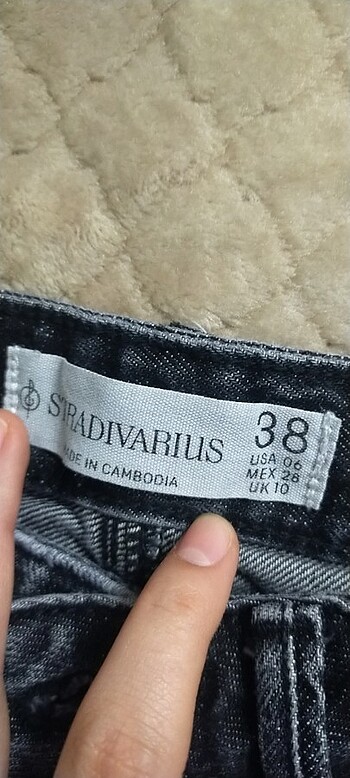 STRADIVARIUS
MADE IN CAMBODIA
38
USA 06
MEX 28
UK 10